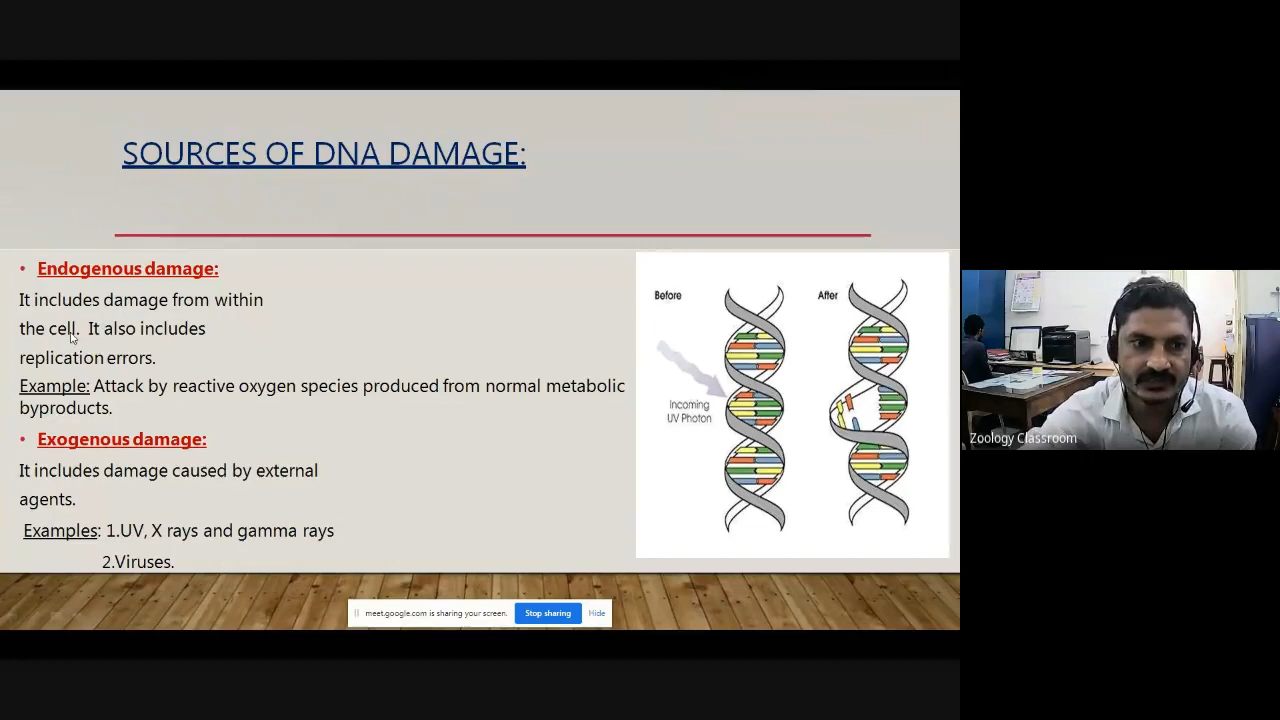 SOURCES OF DNA DAMAGE:
• Endogenous damage:
It includes damage from within
the cell. It also includes
replication errors.
Example: Attack by reactive oxygen species produced from normal metabolic
byproducts.
• Exogenous damage:
It includes damage caused by external
agents.
Examples: 1.UV, X rays and gamma rays
2.Viruses.
Before
After
Incoming
UV Photon
Zoology Classroom
meet.google.com is sharing your screen.
Stop sharing
Hide